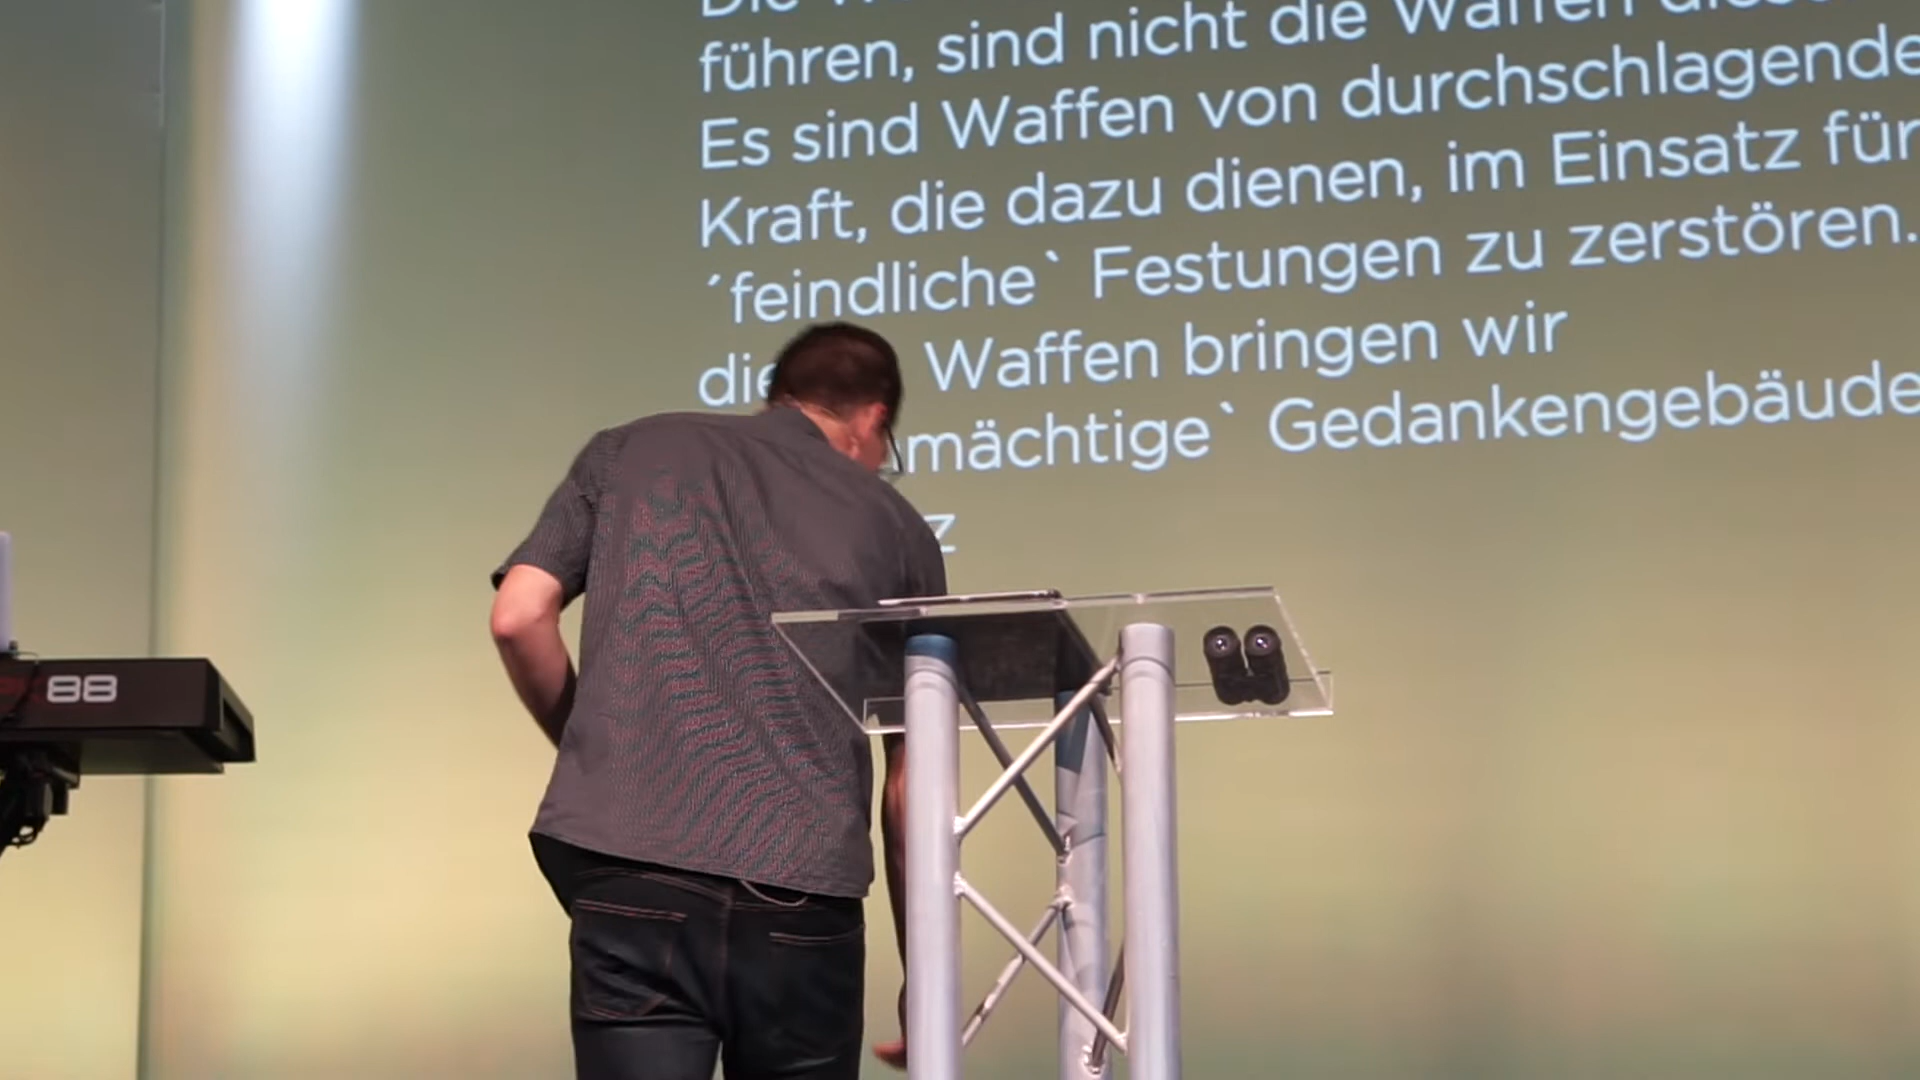 führen, sind nicht die Waffen
Es sind Waffen von durchschlagende
Kraft, die dazu dienen, im Einsatz für
´feindliche` Festungen zu zerstören.
Waffen bringen wir
mächtige` Gedankengebäude
88